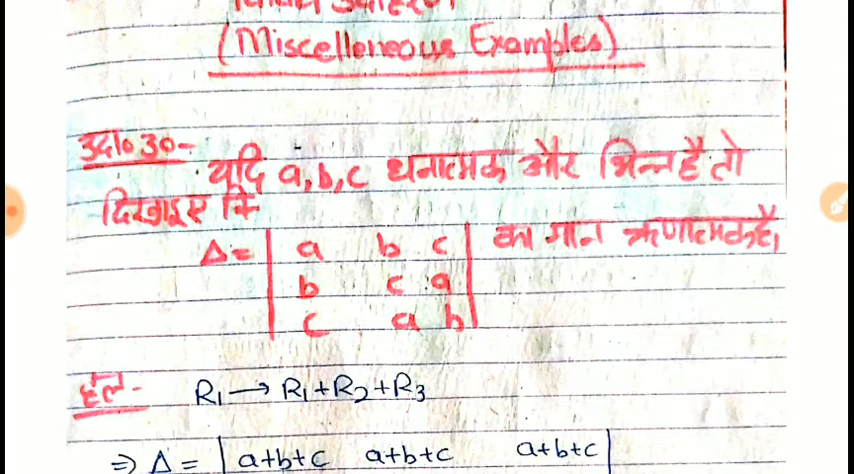 (Miscelleneous Examples)
उदा० 30- यदि a,b,c धनात्मक और भिन्न है तो
दिखाइए कि
Δ= | a b c | का मान ऋणात्मक है।
| b c a |
| c a b |
हल- R₁ → R₁+R₂+R₃
⇒ Δ = | a+b+c a+b+c a+b+c |